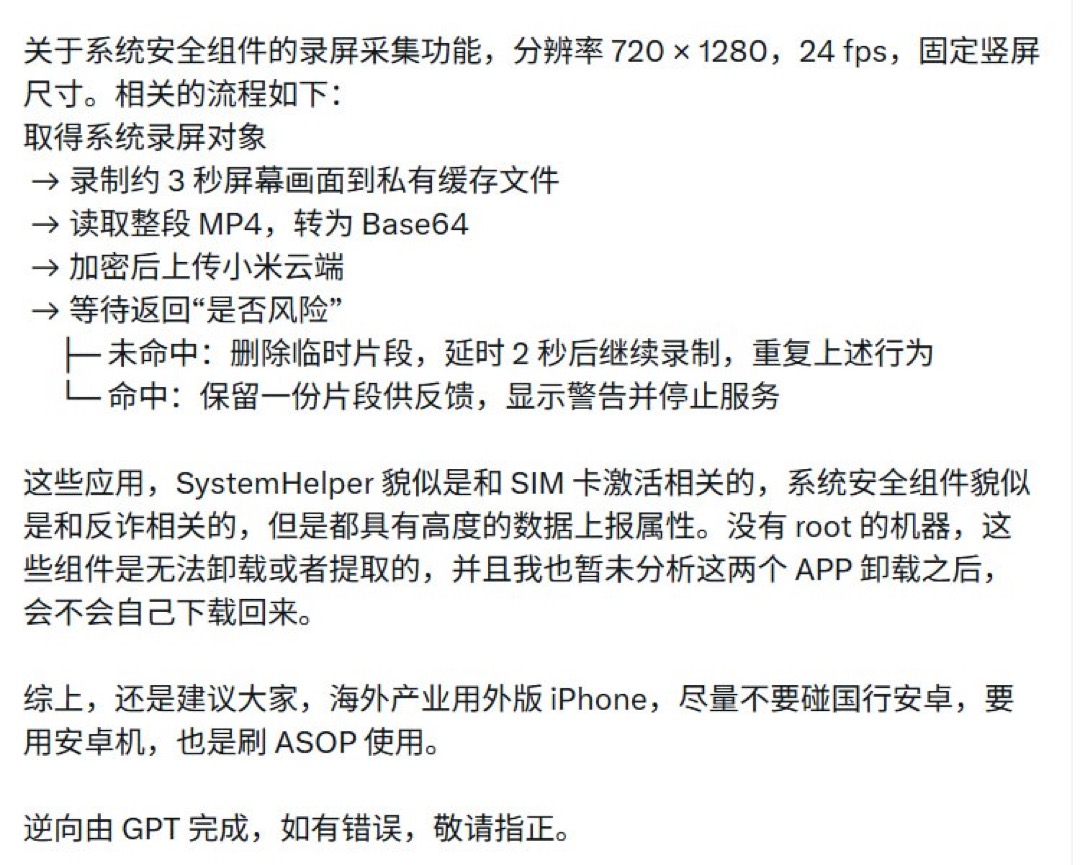 关于系统安全组件的录屏采集功能，分辨率 720 × 1280，24 fps，固定竖屏
尺寸。相关的流程如下：
取得系统录屏对象
→ 录制约 3 秒屏幕画面到私有缓存文件
→ 读取整段 MP4，转为 Base64
→ 加密后上传小米云端
→ 等待返回“是否风险”
├─ 未命中：删除临时片段，延时 2 秒后继续录制，重复上述行为
└─ 命中：保留一份片段供反馈，显示警告并停止服务
这些应用，SystemHelper 貌似是和 SIM 卡激活相关的，系统安全组件貌似
是和反诈相关的，但是都具有高度的数据上报属性。没有 root 的机器，这
些组件是无法卸载或者提取的，并且我也暂未分析这两个 APP 卸载之后，
会不会自己下载回来。
综上，还是建议大家，海外产业用外版 iPhone，尽量不要碰国行安卓，要
用安卓机，也是刷 ASOP 使用。
逆向由 GPT 完成，如有错误，敬请指正。